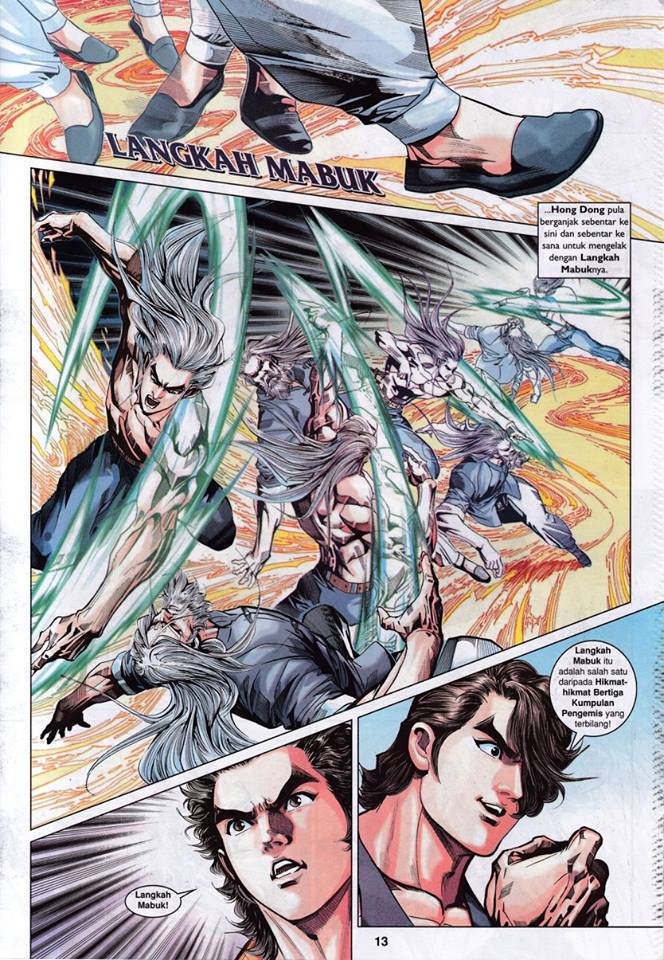 LANGKAH MABUK
...Hong Dong pula
berganjak sebentar ke
sini dan sebentar ke
sana untuk mengelak
dengan Langkah
Mabuknya.
Langkah
Mabuk itu
adalah salah satu
daripada Hikmat-
hikmat Bertiga
Kumpulan
Pengemis yang
terbilang!
Langkah
Mabuk!
13